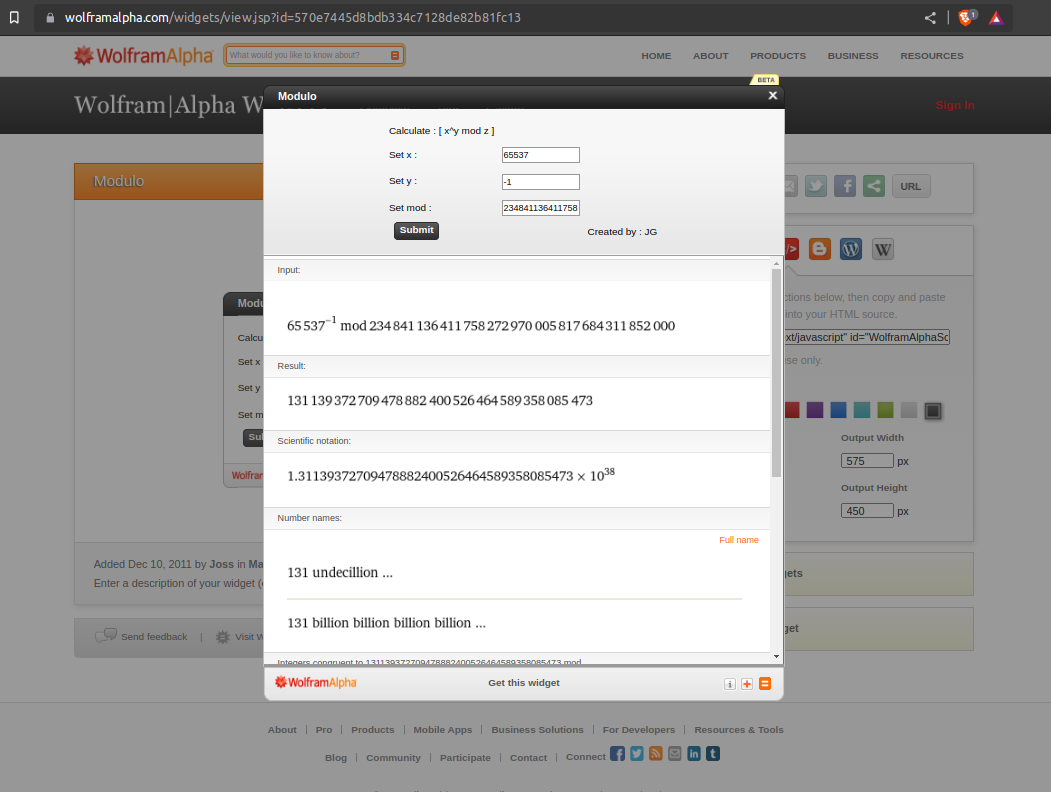 wolframalpha.com/widgets/view.jsp?id=570e7445d8bdb334c7128de82b81fc13
1
WolframAlpha What would you like to know about? HOME ABOUT PRODUCTS BUSINESS RESOURCES
BETA
Wolfram|Alpha W
Sign In
Modulo
Calculate : [ x^y mod z ]
Set x : 65537
Set y : -1
Set mod : 234841136411758
Submit
Created by : JG
Input:
65 537^-1 mod 234 841 136 411 758 272 970 005 817 684 311 852 000
Result:
131 139 372 709 478 882 400 526 464 589 358 085 473
Scientific notation:
1.31139372709478882400526464589358085473 × 10^38
Number names:
Full name
131 undecillion ...
131 billion billion billion billion ...
Integers congruent to 131139372709478882400526464589358085473 mod
WolframAlpha Get this widget
Modulo
Modu
Calcu
Set x
Set y
Set m
Su
Wolfra
Added Dec 10, 2011 by Joss in Ma
Enter a description of your widget (
Send feedback | Visit W
URL
W
ctions below, then copy and paste
into your HTML source.
ext/javascript" id="WolframAlphaSc
use only.
Output Width
575 px
Output Height
450 px
gets
get
About | Pro | Products | Mobile Apps | Business Solutions | For Developers | Resources & Tools
Blog | Community | Participate | Contact | Connect